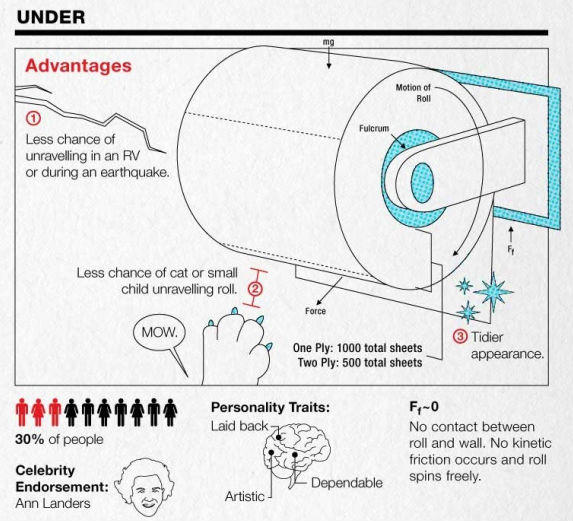 UNDER
mg
Advantages
Motion of
Roll
1
Fulcrum
Less chance of
unravelling in an RV
or during an earthquake.
Ff
Less chance of cat or small
child unravelling roll.
2
Force
MOW.
One Ply: 1000 total sheets
Two Ply: 500 total sheets
3 Tidier
appearance.
30% of people
Celebrity
Endorsement:
Ann Landers
Personality Traits:
Laid back
Dependable
Artistic
Ff~0
No contact between
roll and wall. No kinetic
friction occurs and roll
spins freely.